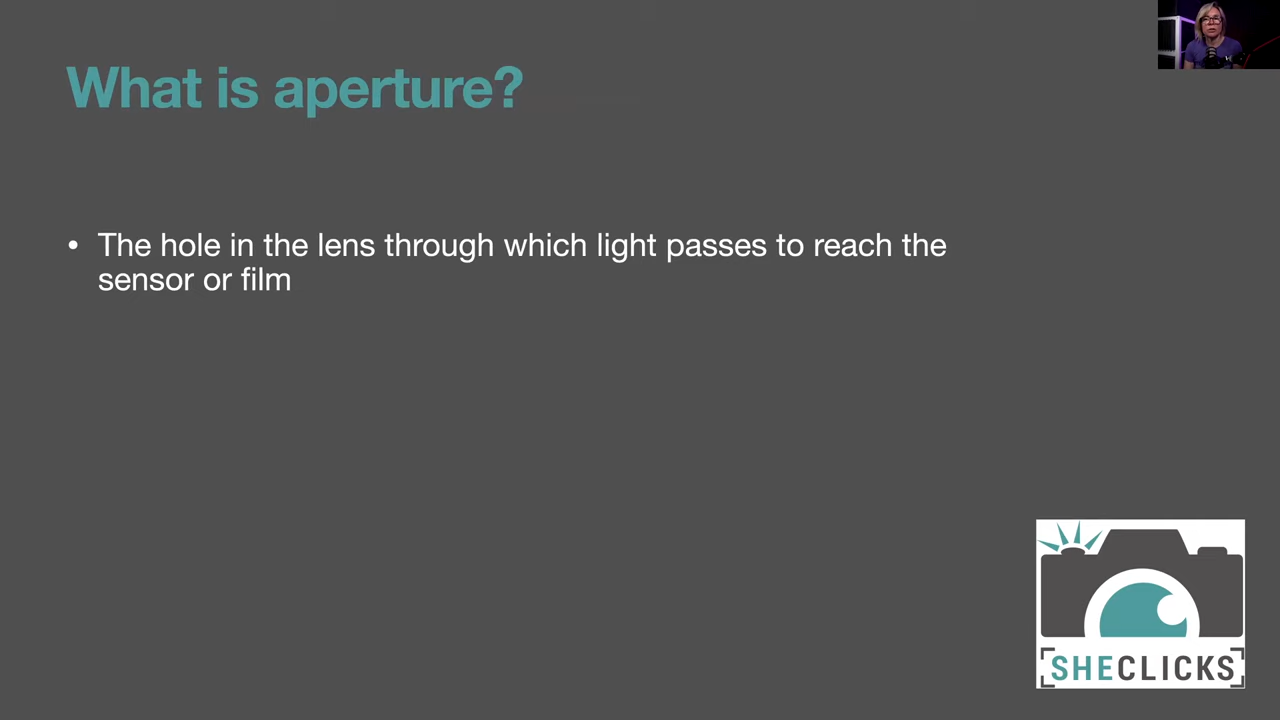 What is aperture?
• The hole in the lens through which light passes to reach the
sensor or film
SHECLICKS